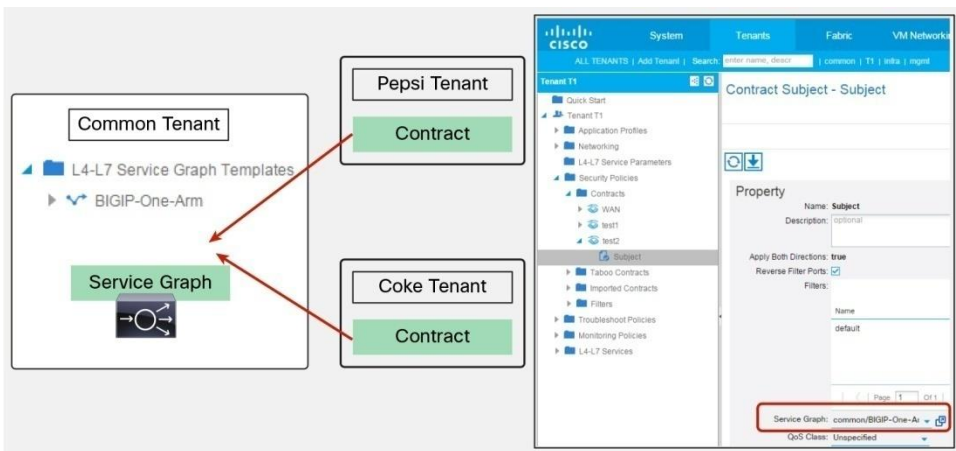 Common Tenant
L4-L7 Service Graph Templates
BIGIP-One-Arm
Service Graph
Pepsi Tenant
Contract
Coke Tenant
Contract
CISCO
System Tenants Fabric VM Networkin
ALL TENANTS | Add Tenant | Search: enter name, descr | common | T1 | infra | mgmt
Tenant T1
Quick Start
Tenant T1
Application Profiles
Networking
L4-L7 Service Parameters
Security Policies
Contracts
WAN
test1
test2
Subject
Taboo Contracts
Imported Contracts
Filters
Troubleshoot Policies
Monitoring Policies
L4-L7 Services
Contract Subject - Subject
Property
Name: Subject
Description: optional
Apply Both Directions: true
Reverse Filter Ports:
Filters:
Name
default
Page 1 Of 1
Service Graph: common/BIGIP-One-Ar
QoS Class: Unspecified